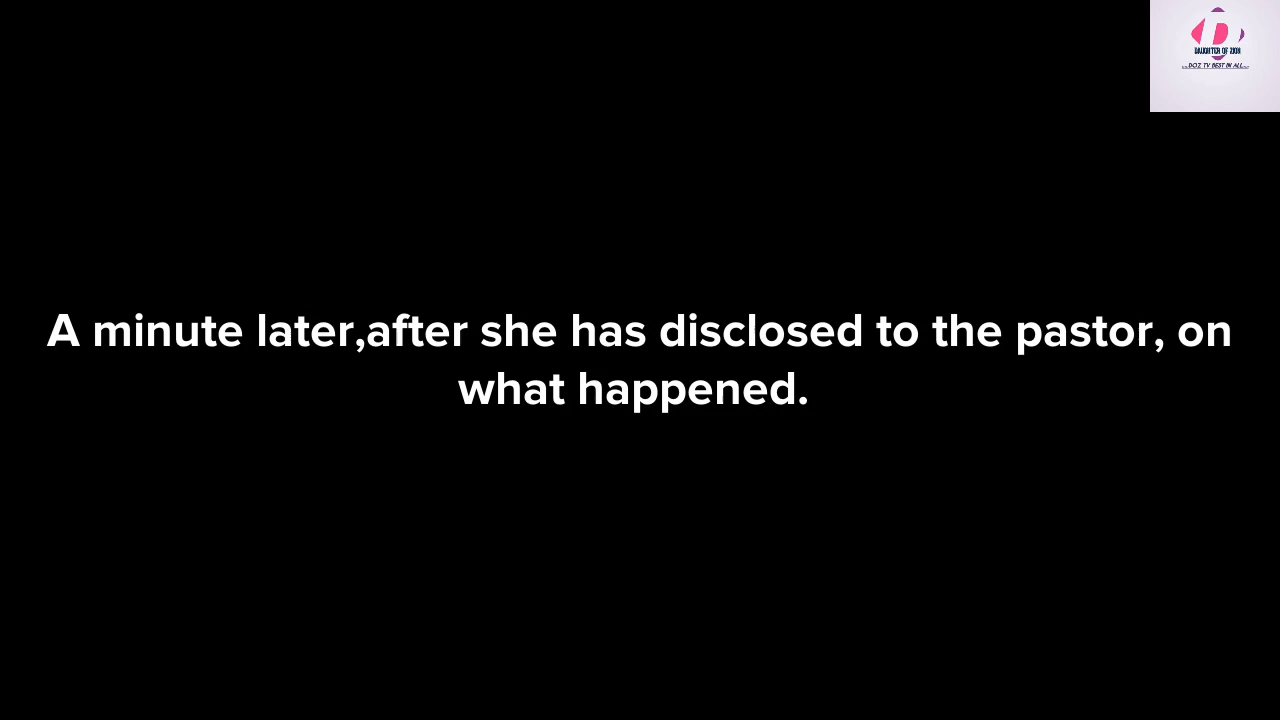 DAUGHTER OF ZION
...DOZ TV BEST IN ALL...
A minute later,after she has disclosed to the pastor, on
what happened.